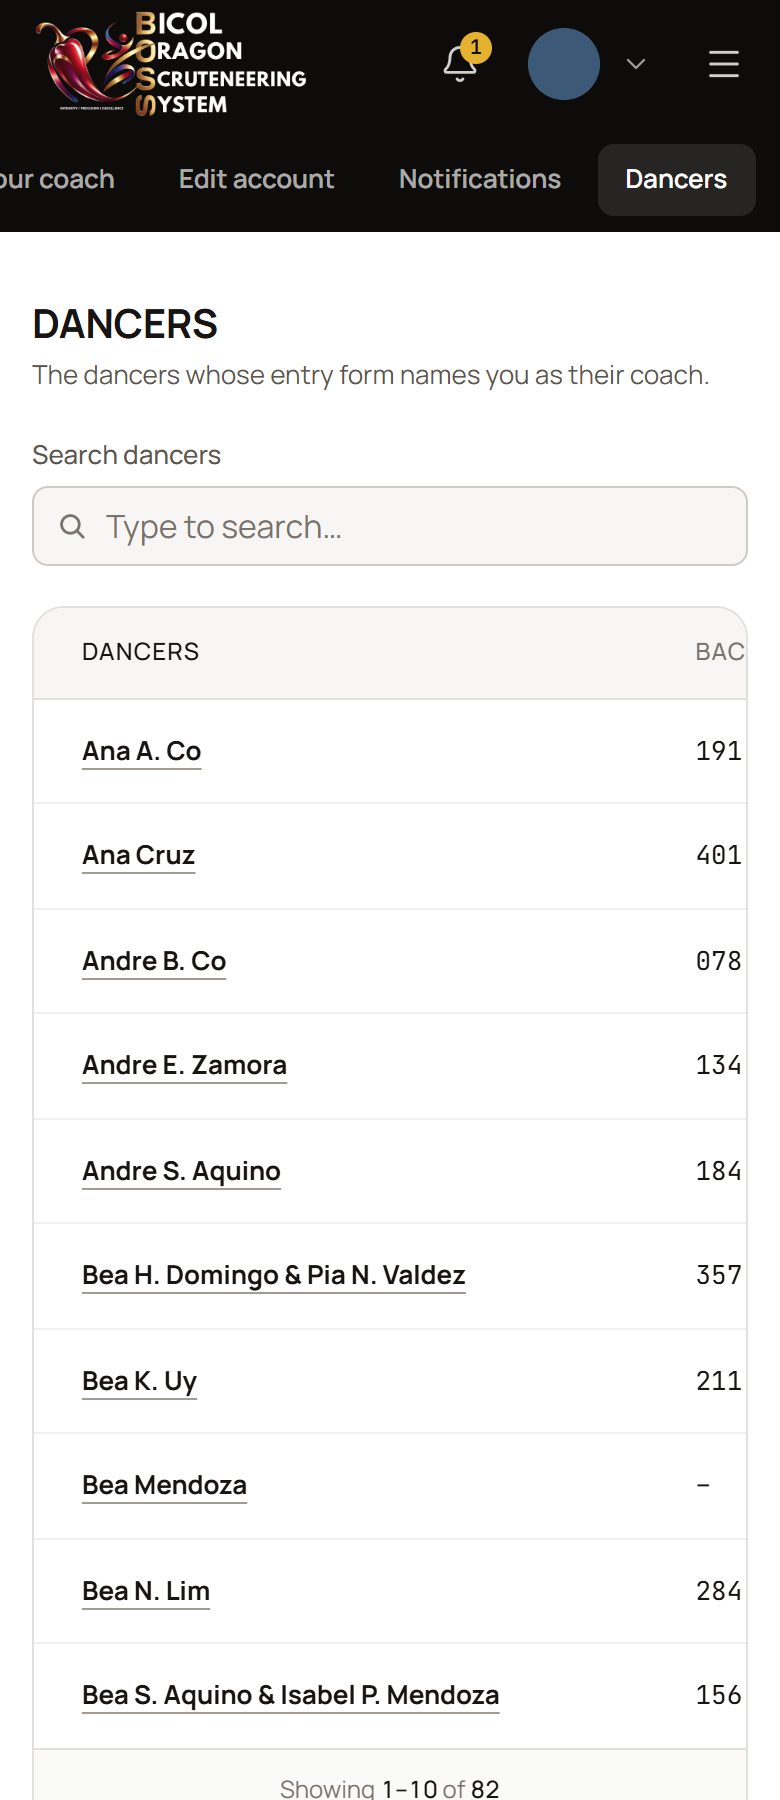 BICOL
DRAGON
SCRUTENEERING
SYSTEM
INTEGRITY • PRECISION • EXCELLENCE
1
our coach
Edit account
Notifications
Dancers
DANCERS
The dancers whose entry form names you as their coach.
Search dancers
Type to search...
DANCERS BAC
Ana A. Co 191
Ana Cruz 401
Andre B. Co 078
Andre E. Zamora 134
Andre S. Aquino 184
Bea H. Domingo & Pia N. Valdez 357
Bea K. Uy 211
Bea Mendoza –
Bea N. Lim 284
Bea S. Aquino & Isabel P. Mendoza 156
Showing 1–10 of 82